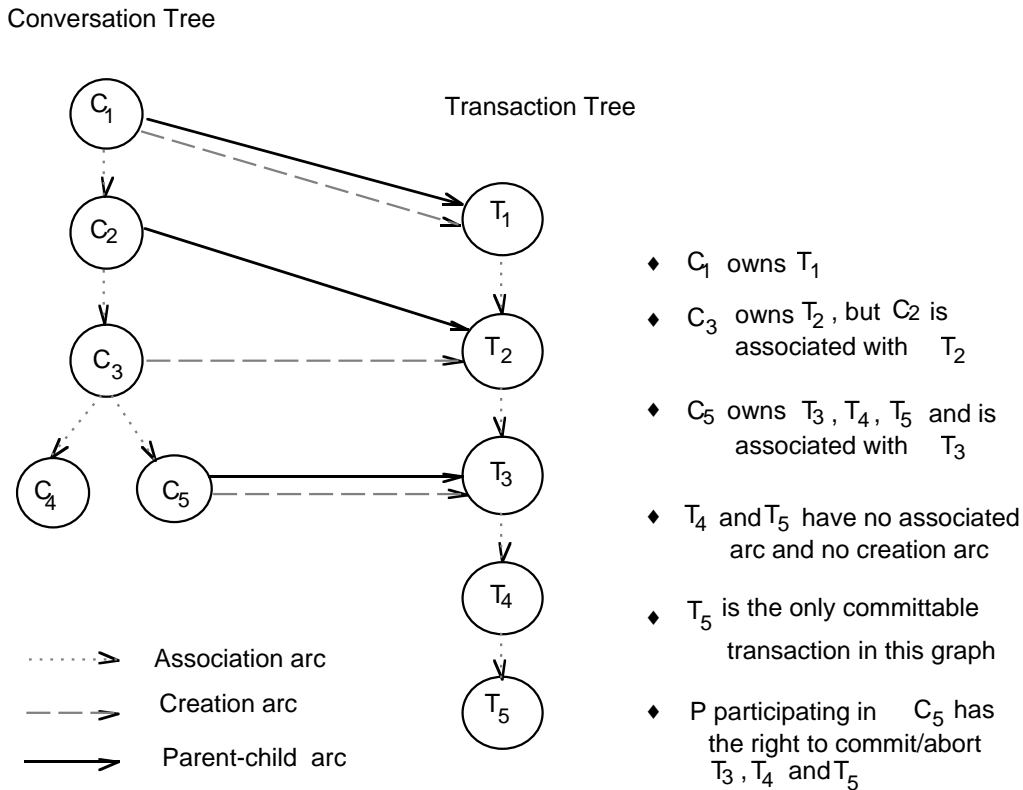 Conversation Tree
Transaction Tree
C1
C2
C3
C4
C5
T1
T2
T3
T4
T5
♦ C1 owns T1
♦ C3 owns T2 , but C2 is
associated with T2
♦ C5 owns T3 , T4 , T5 and is
associated with T3
♦ T4 and T5 have no associated
arc and no creation arc
♦ T5 is the only committable
transaction in this graph
♦ P participating in C5 has
the right to commit/abort
T3 , T4 and T5
Association arc
Creation arc
Parent-child arc